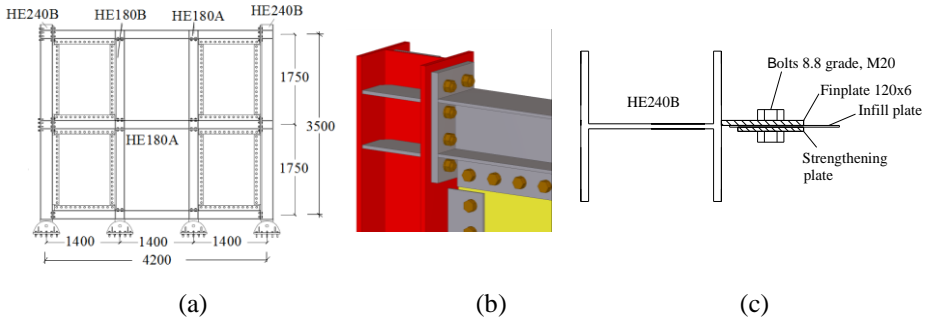 HE240B
HE180B
HE180A
HE240B
1750
1750
3500
HE180A
1400
1400
1400
4200
HE240B
Bolts 8.8 grade, M20
Finplate 120x6
Infill plate
Strengthening
plate
(a)
(b)
(c)